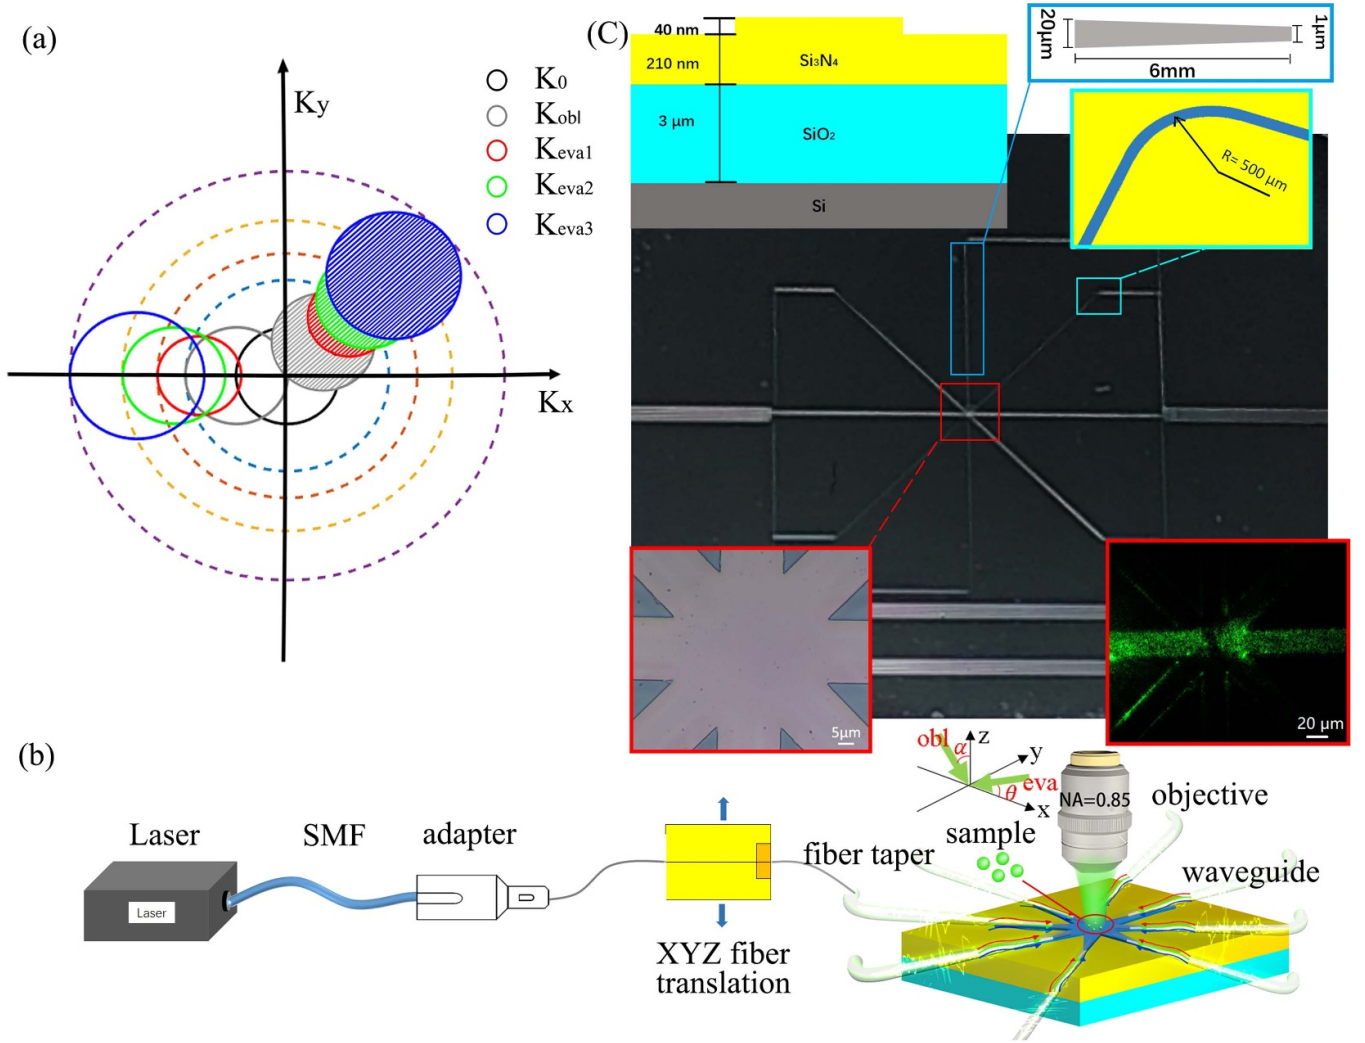 (a)
Ky
Kx
K0
Kobl
Keva1
Keva2
Keva3
(C)
40 nm
210 nm
3 μm
Si3N4
SiO2
Si
20μm
1μm
6mm
R= 500 μm
5μm
20 μm
(b)
Laser
Laser
SMF
adapter
XYZ fiber
translation
fiber taper
sample
obl
α
z
y
eva
θ
x
NA=0.85
objective
waveguide